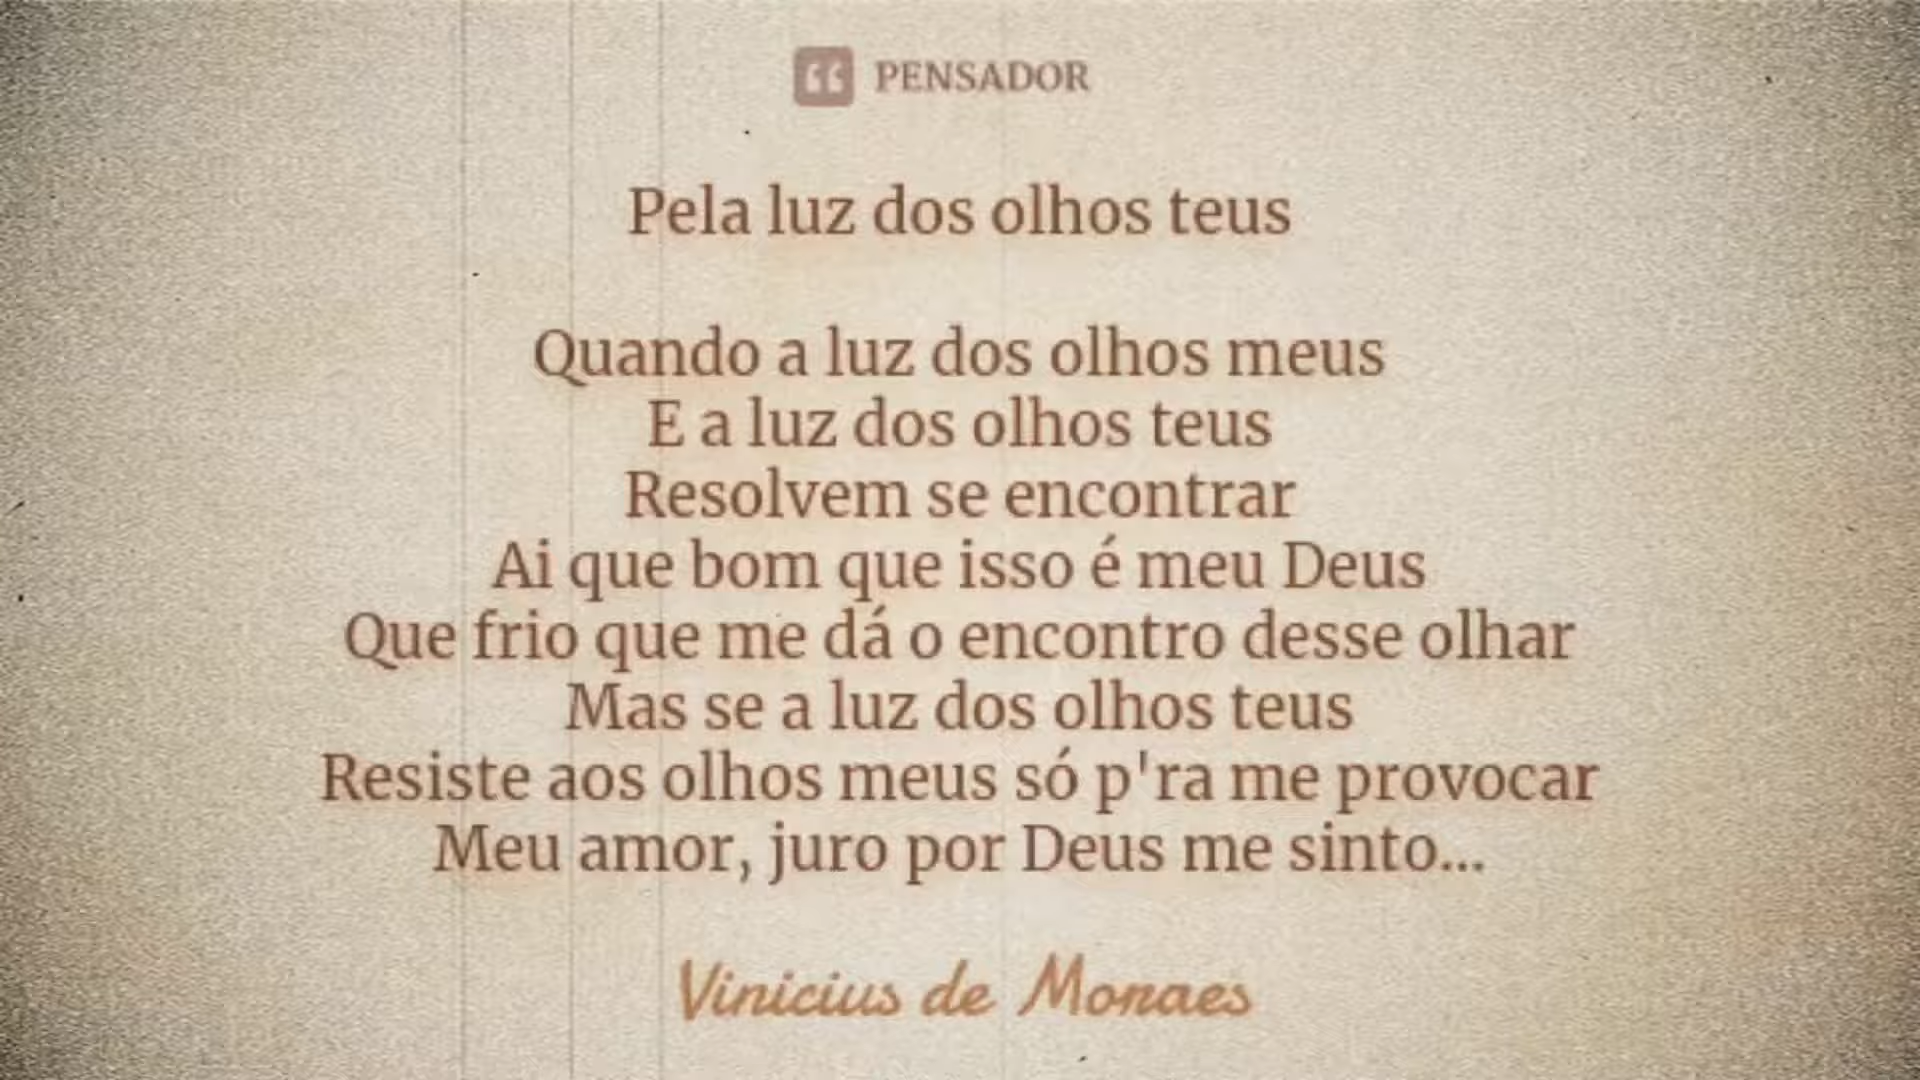 PENSADOR
Pela luz dos olhos teus
Quando a luz dos olhos meus
E a luz dos olhos teus
Resolvem se encontrar
Ai que bom que isso é meu Deus
Que frio que me dá o encontro desse olhar
Mas se a luz dos olhos teus
Resiste aos olhos meus só p'ra me provocar
Meu amor, juro por Deus me sinto...
Vinicius de Moraes